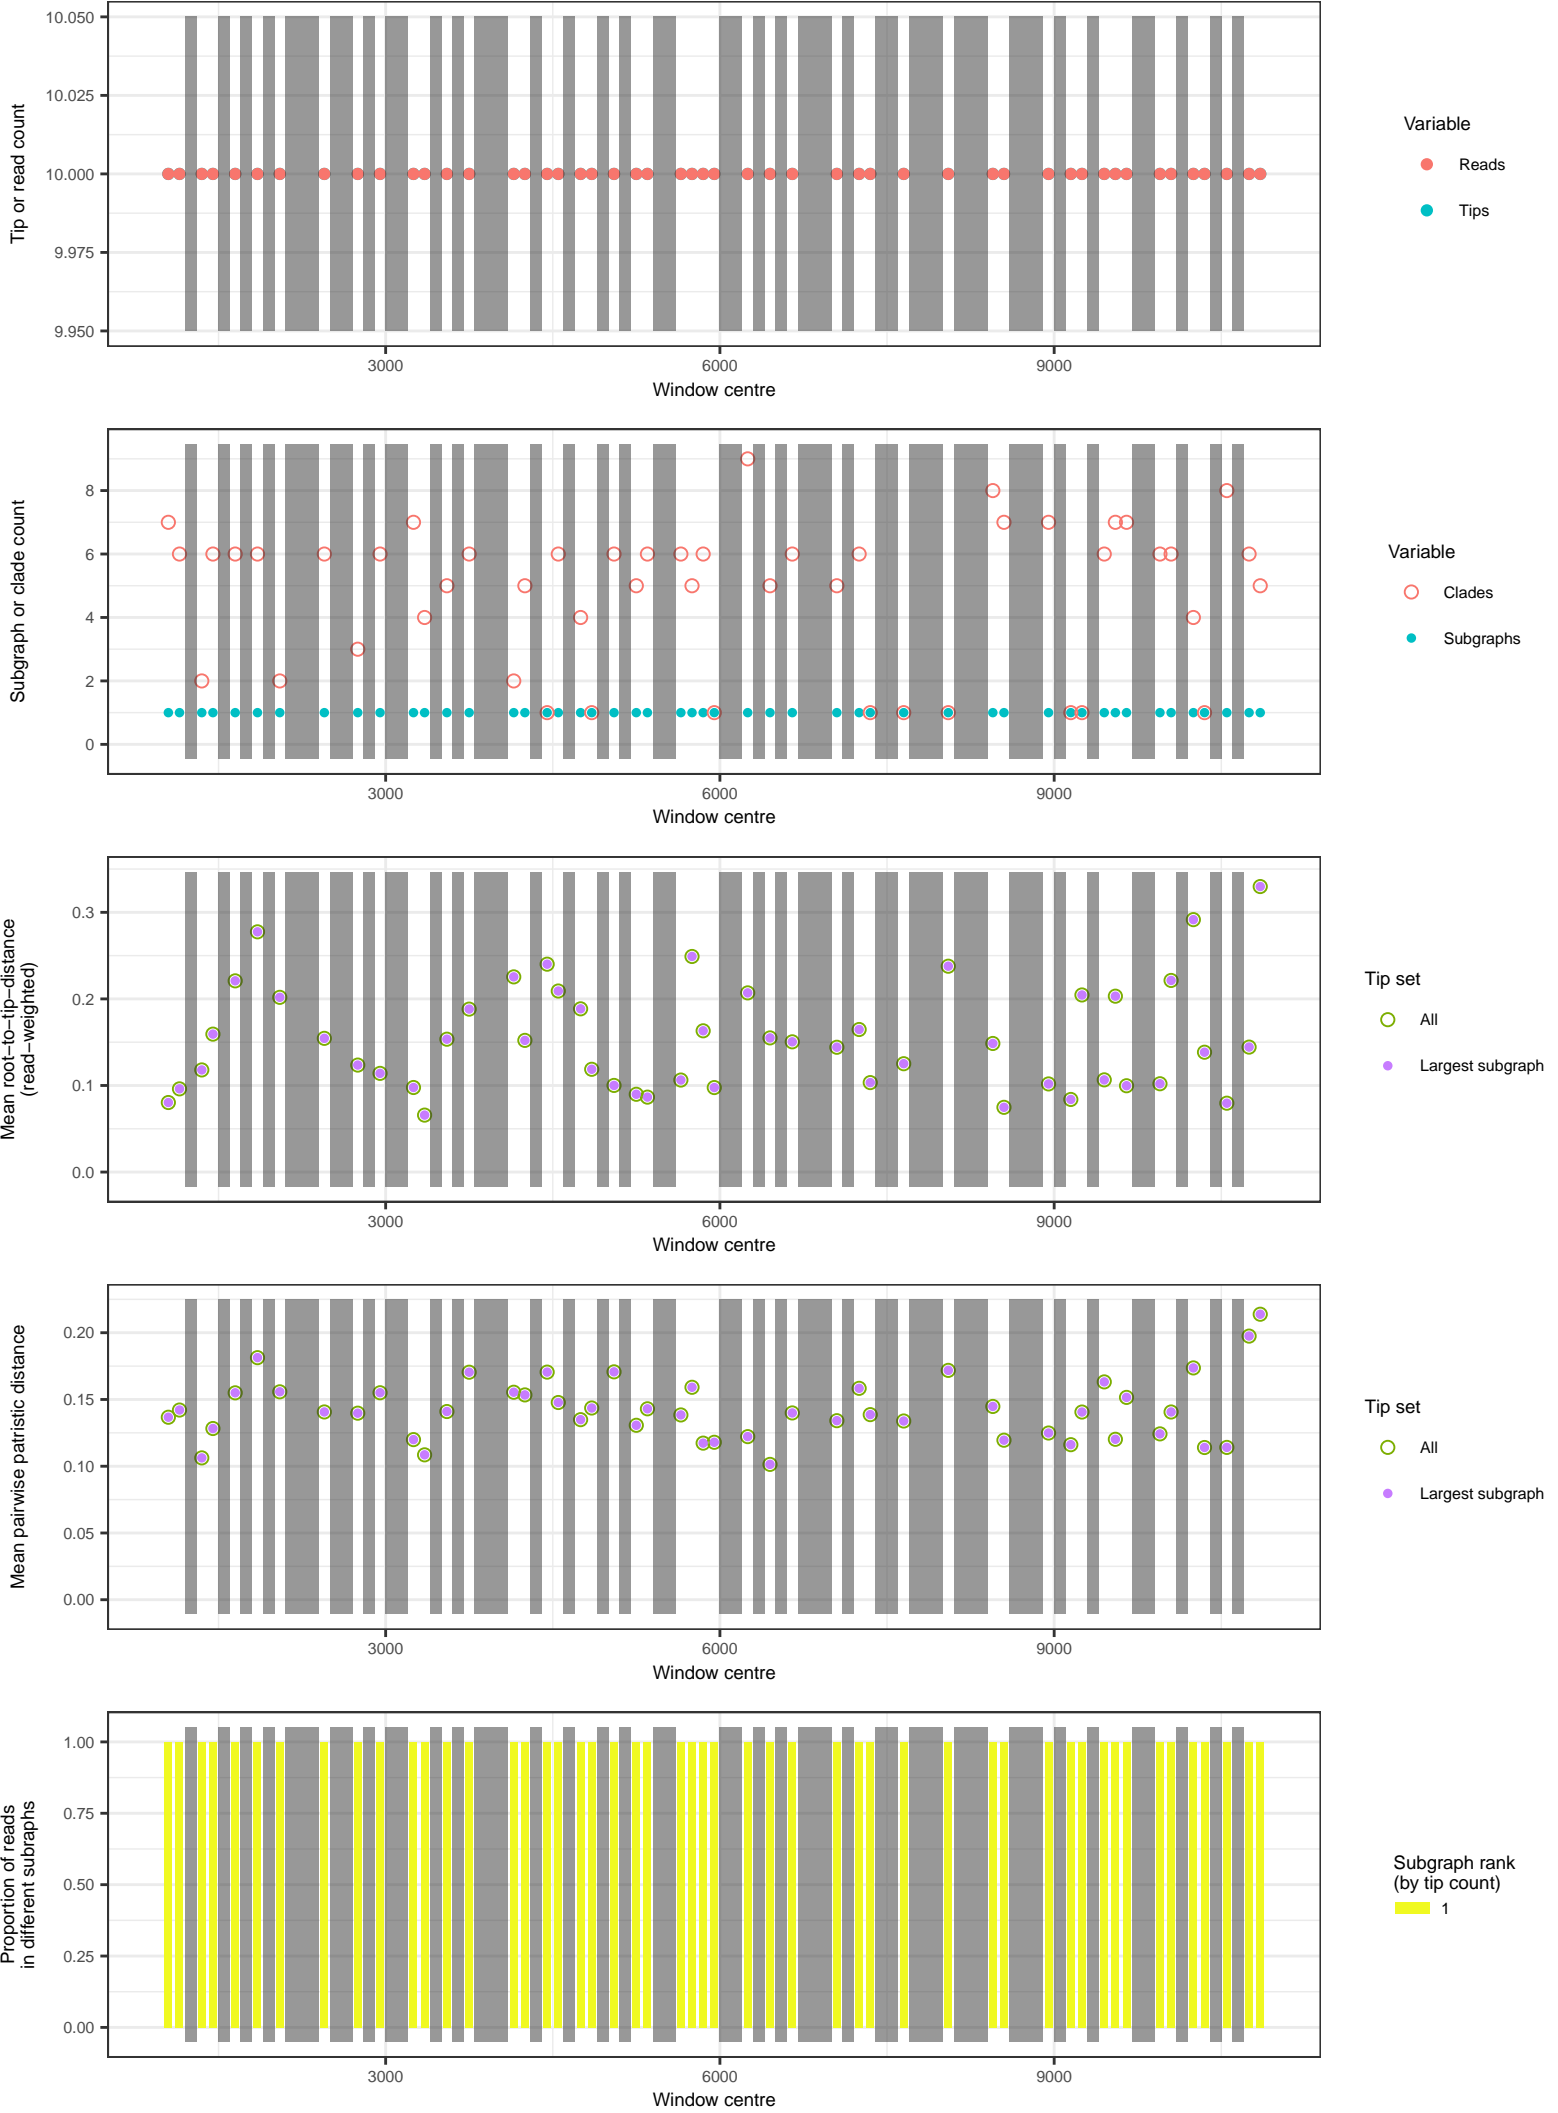 10.050
10.025
10.000
9.975
9.950
Tip or read count
3000 6000 9000
Window centre
Variable
Reads
Tips
8
6
4
2
0
Subgraph or clade count
3000 6000 9000
Window centre
Variable
Clades
Subgraphs
0.3
0.2
0.1
0.0
Mean root−to−tip−distance
(read−weighted)
3000 6000 9000
Window centre
Tip set
All
Largest subgraph
0.20
0.15
0.10
0.05
0.00
Mean pairwise patristic distance
3000 6000 9000
Window centre
Tip set
All
Largest subgraph
1.00
0.75
0.50
0.25
0.00
Proportion of reads
in different subraphs
3000 6000 9000
Window centre
Subgraph rank
(by tip count)
1